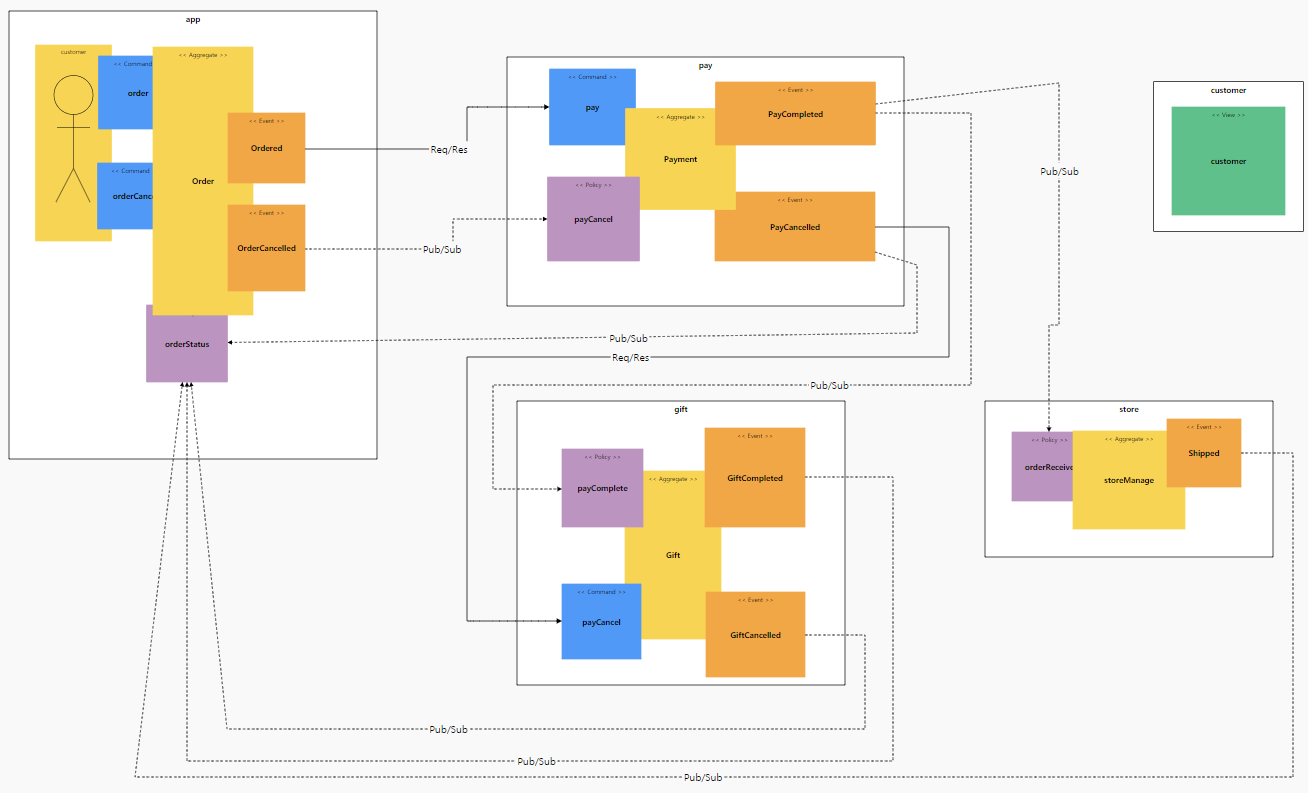 app
customer
<< Command
order
<< Aggregate >>
Order
<< Event >>
Ordered
<< Command
orderCanc
<< Event >>
OrderCancelled
orderStatus
Req/Res
Pub/Sub
pay
<< Command >>
pay
<< Aggregate >>
Payment
<< Event >>
PayCompleted
<< Policy >>
payCancel
<< Event >>
PayCancelled
Pub/Sub
customer
<< View >>
customer
Pub/Sub
Req/Res
Pub/Sub
gift
<< Policy >>
payComplete
<< Aggregate >>
Gift
<< Event >>
GiftCompleted
<< Command >>
payCancel
<< Event >>
GiftCancelled
store
<< Policy >>
orderReceive
<< Aggregate >>
storeManage
<< Event >>
Shipped
Pub/Sub
Pub/Sub
Pub/Sub